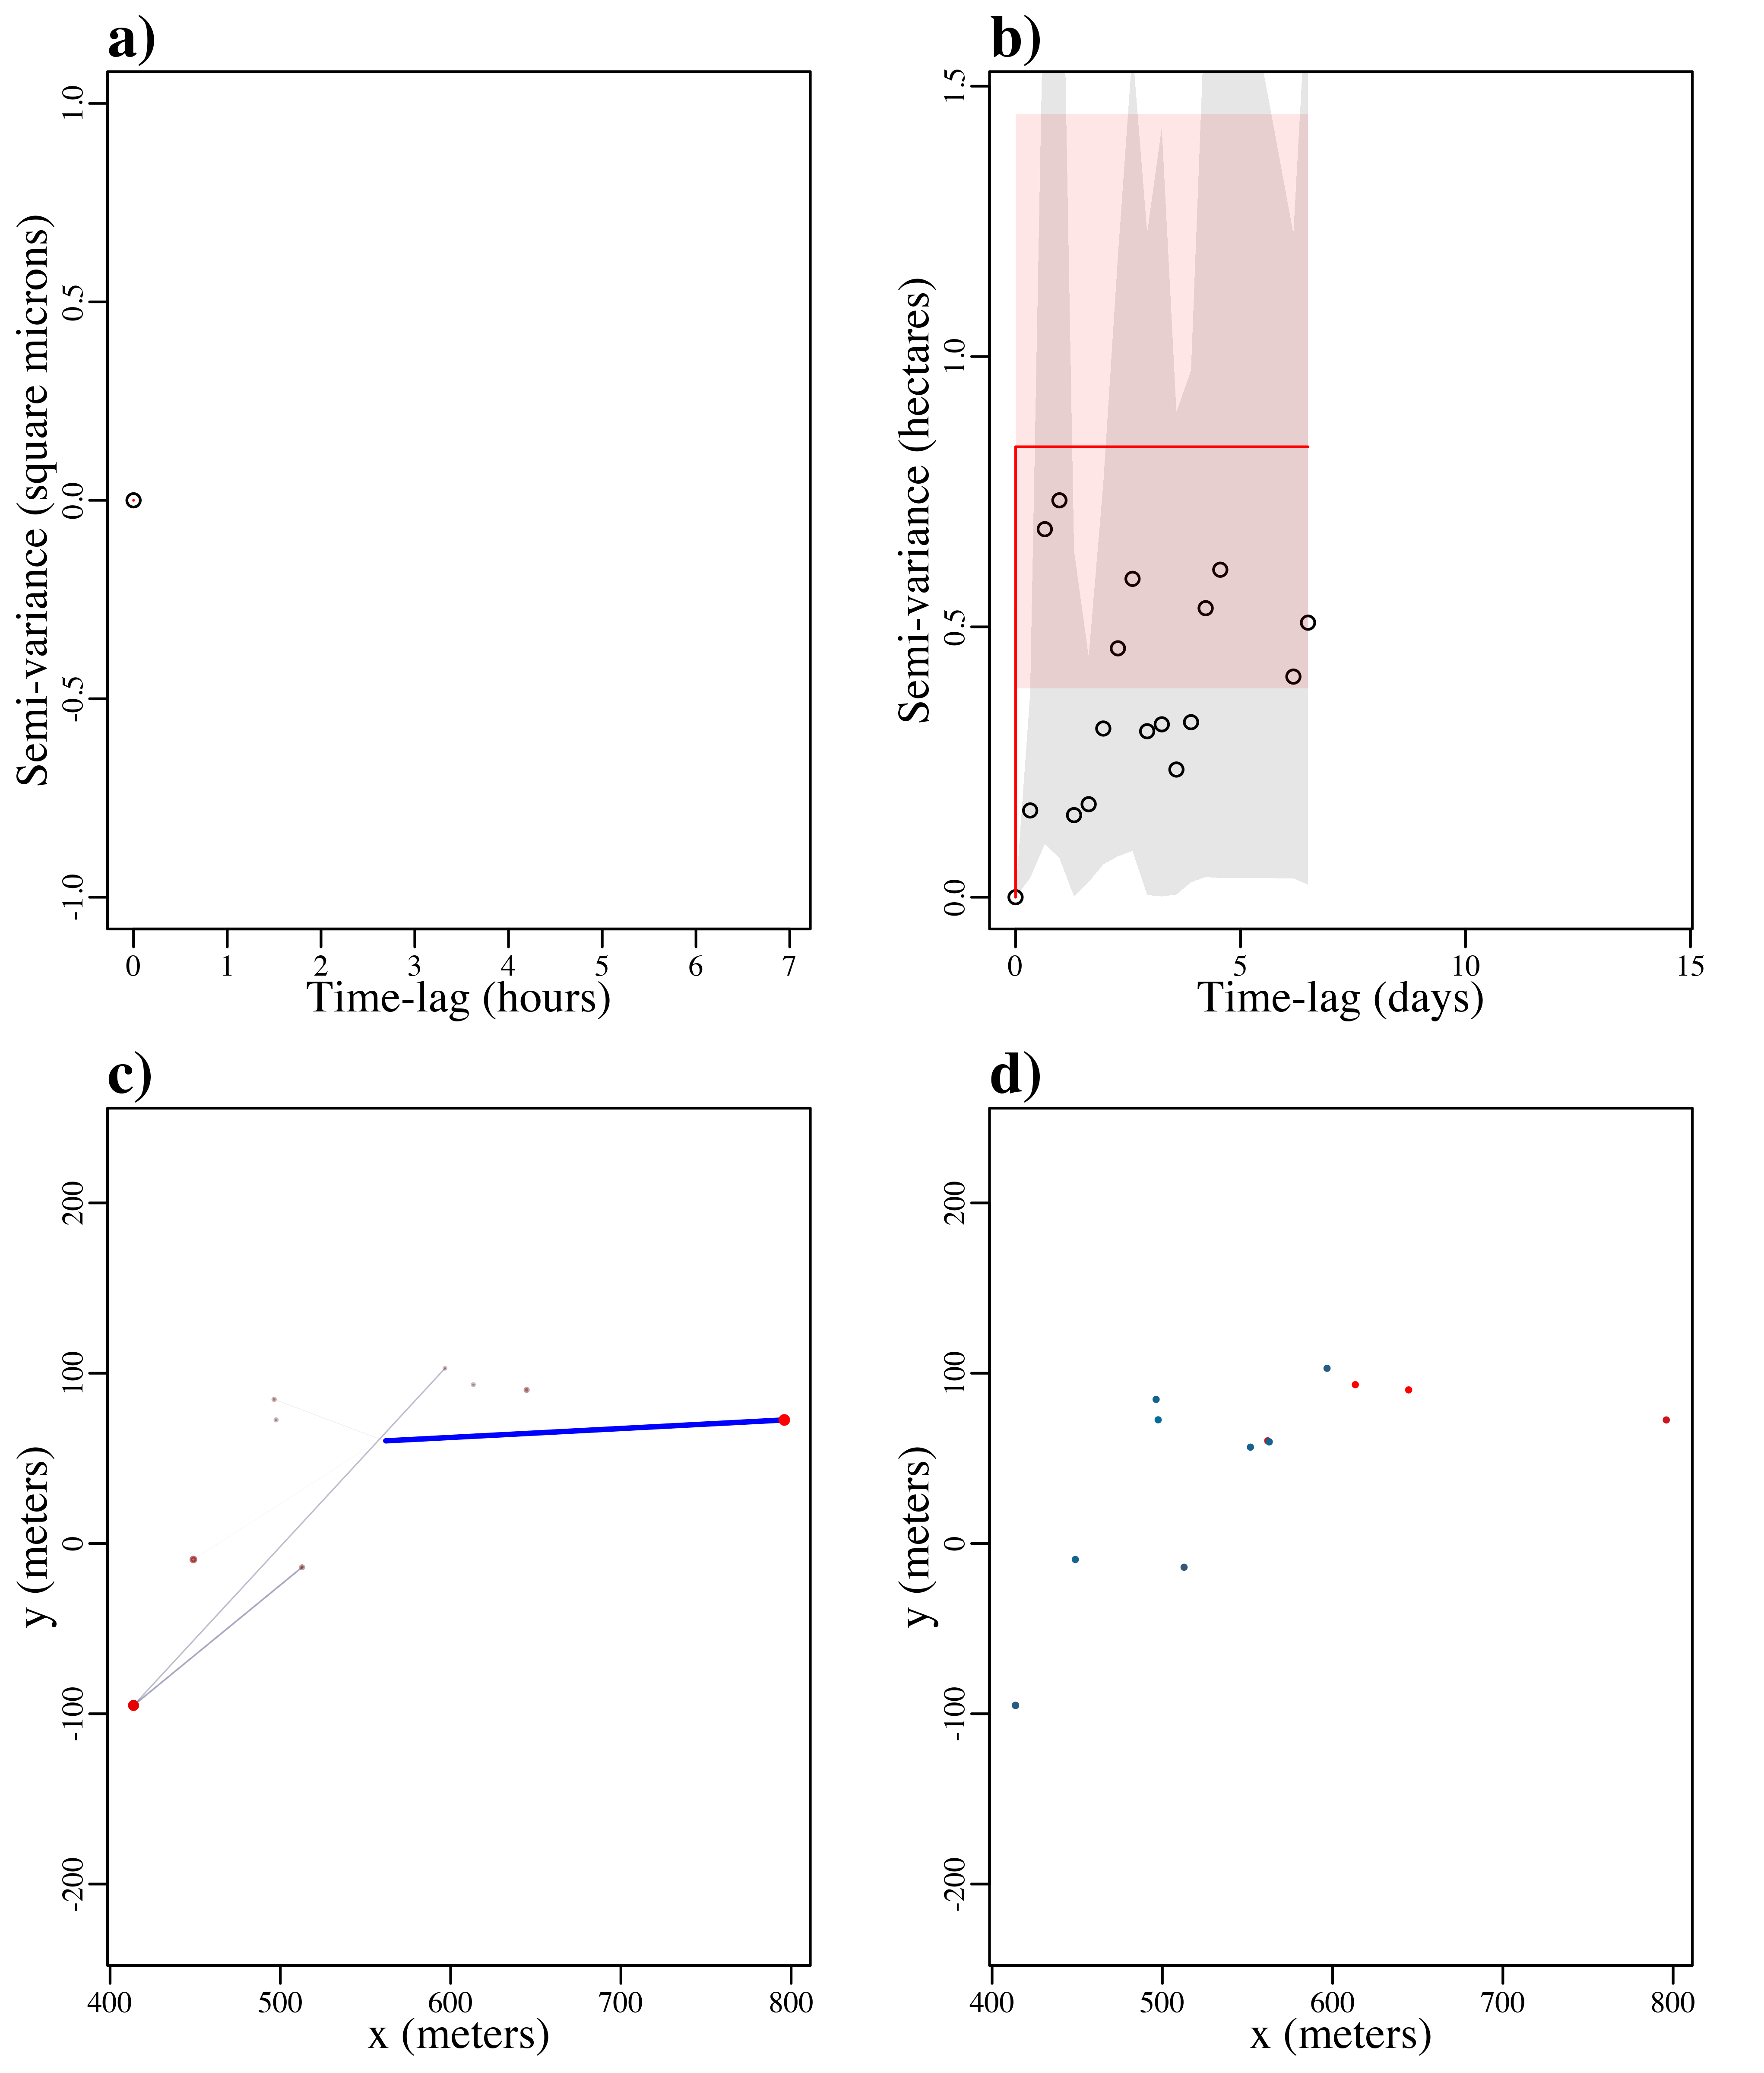 a)
Semi-variance (square microns)
1.0
0.5
0.0
-0.5
-1.0
0 1 2 3 4 5 6 7
Time-lag (hours)
b)
Semi-variance (hectares)
1.5
1.0
0.5
0.0
0 5 10 15
Time-lag (days)
c)
y (meters)
200
100
0
-100
-200
400 500 600 700 800
x (meters)
d)
y (meters)
200
100
0
-100
-200
400 500 600 700 800
x (meters)